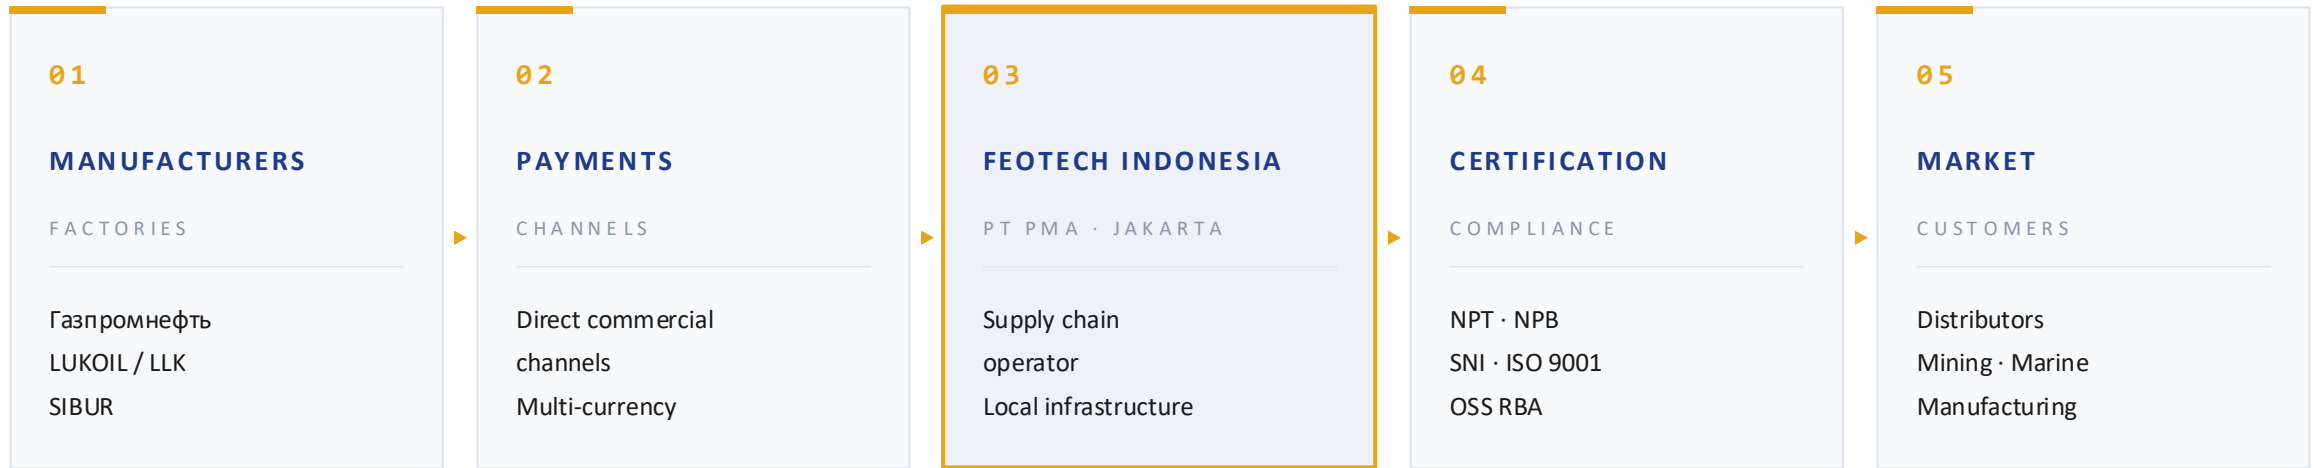 01
MANUFACTURERS
FACTORIES
Газпромнефть
LUKOIL / LLK
SIBUR
02
PAYMENTS
CHANNELS
Direct commercial
channels
Multi-currency
03
FEOTECH INDONESIA
PT PMA · JAKARTA
Supply chain
operator
Local infrastructure
04
CERTIFICATION
COMPLIANCE
NPT · NPB
SNI · ISO 9001
OSS RBA
05
MARKET
CUSTOMERS
Distributors
Mining · Marine
Manufacturing